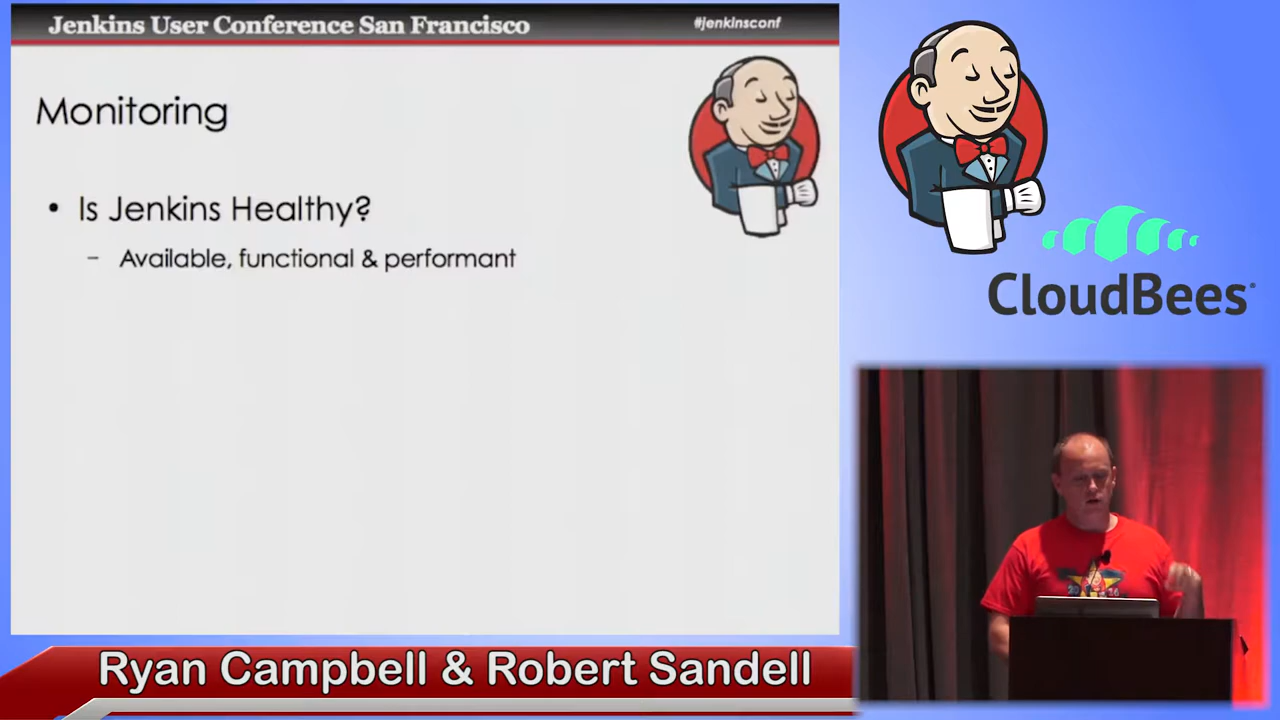 Jenkins User Conference San Francisco
#jenkinsconf
Monitoring
• Is Jenkins Healthy?
– Available, functional & performant
CloudBees
Ryan Campbell & Robert Sandell